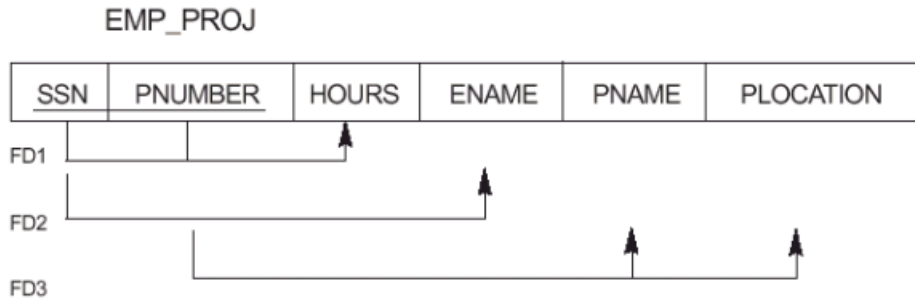 EMP_PROJ
SSN PNUMBER HOURS ENAME PNAME PLOCATION
FD1
FD2
FD3